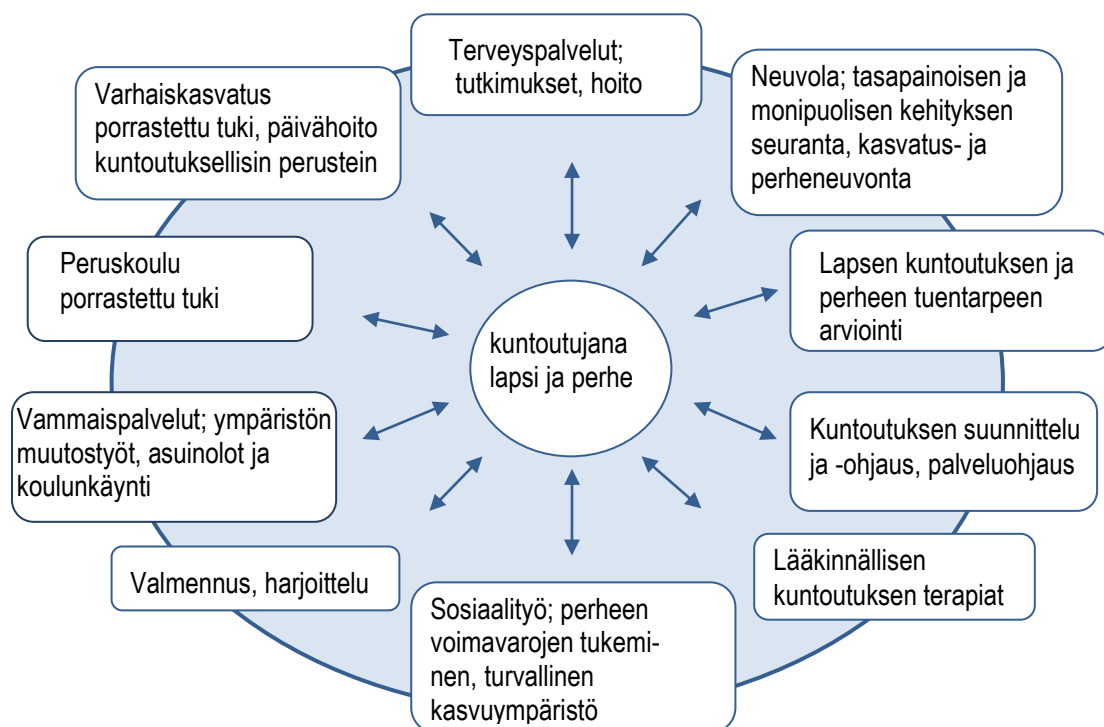 Terveyspalvelut;
tutkimukset, hoito
Neuvola; tasapainoisen ja
monipuolisen kehityksen
seuranta, kasvatus- ja
perheneuvonta
Lapsen kuntoutuksen ja
perheen tuentarpeen
arviointi
Kuntoutuksen suunnittelu
ja -ohjaus, palveluohjaus
Lääkinnällisen
kuntoutuksen terapiat
Sosiaalityö; perheen
voimavarojen tukemi-
nen, turvallinen
kasvuympäristö
Valmennus, harjoittelu
Vammaispalvelut; ympäristön
muutostyöt, asuinolot ja
koulunkäynti
Peruskoulu
porrastettu tuki
Varhaiskasvatus
porrastettu tuki, päivähoito
kuntoutuksellisin perustein
kuntoutujana
lapsi ja perhe